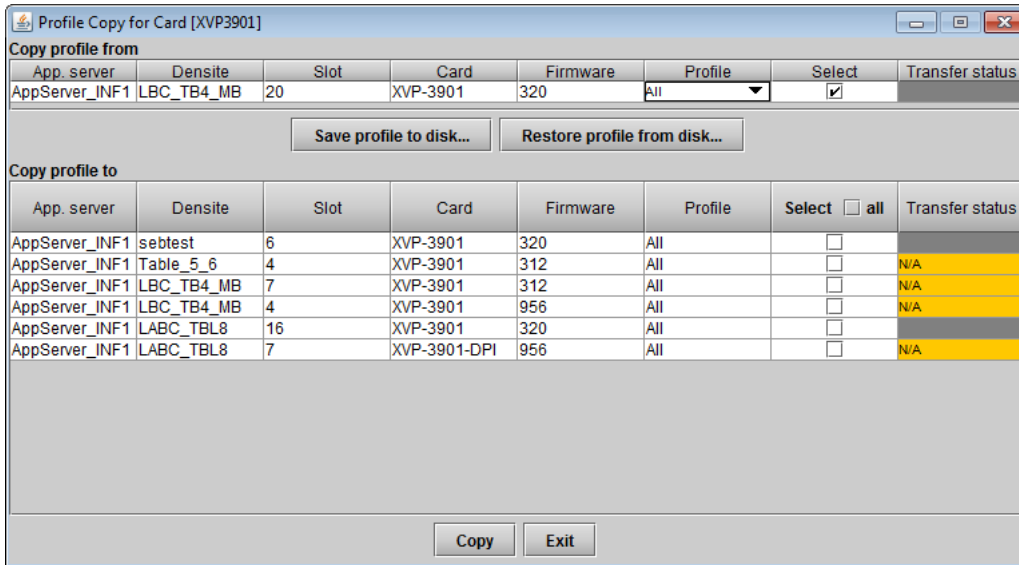 Profile Copy for Card [XVP3901]
Copy profile from
App. server Densite Slot Card Firmware Profile Select Transfer status
AppServer_INF1 LBC_TB4_MB 20 XVP-3901 320 All
Save profile to disk... Restore profile from disk...
Copy profile to
App. server Densite Slot Card Firmware Profile Select all Transfer status
AppServer_INF1 sebtest 6 XVP-3901 320 All
AppServer_INF1 Table_5_6 4 XVP-3901 312 All N/A
AppServer_INF1 LBC_TB4_MB 7 XVP-3901 312 All N/A
AppServer_INF1 LBC_TB4_MB 4 XVP-3901 956 All N/A
AppServer_INF1 LABC_TBL8 16 XVP-3901 320 All
AppServer_INF1 LABC_TBL8 7 XVP-3901-DPI 956 All N/A
Copy Exit